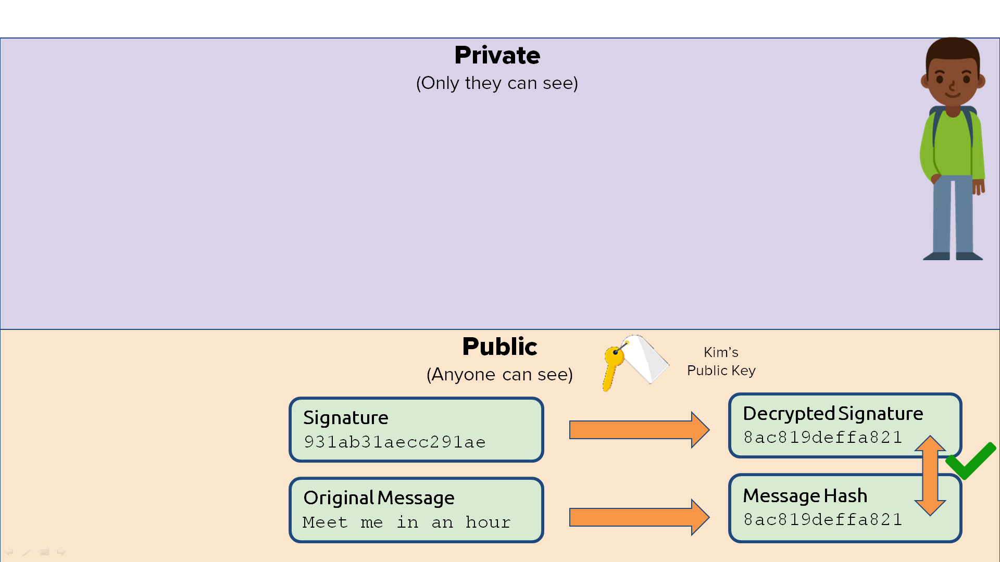 Private
(Only they can see)
Public
(Anyone can see)
Kim's
Public Key
Signature
931ab31aecc291ae
Decrypted Signature
8ac819deffa821
Original Message
Meet me in an hour
Message Hash
8ac819deffa821